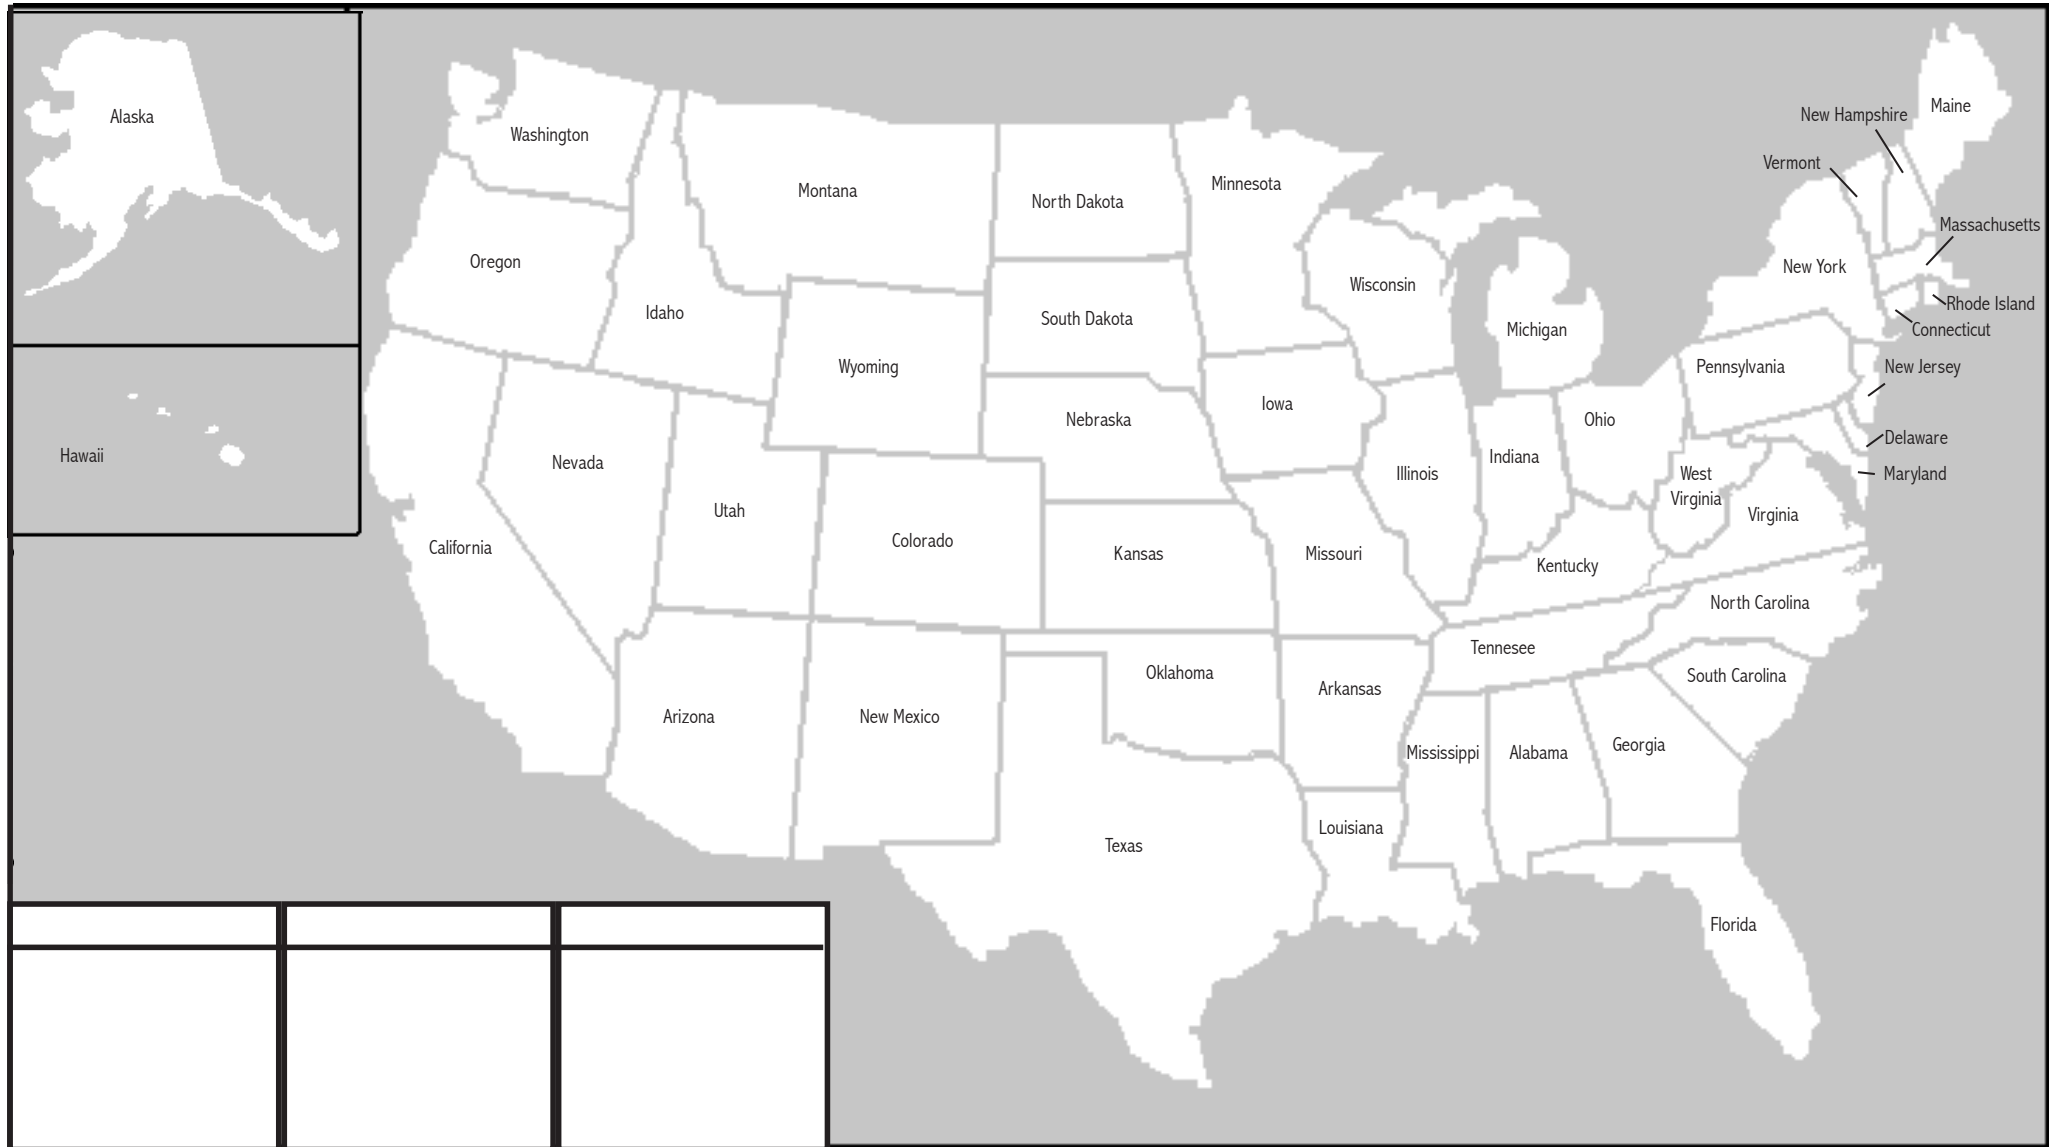 Alaska
Hawaii
Washington
Oregon
California
Idaho
Nevada
Montana
Wyoming
Utah
Arizona
Colorado
New Mexico
North Dakota
South Dakota
Nebraska
Kansas
Oklahoma
Texas
Minnesota
Iowa
Missouri
Arkansas
Louisiana
Wisconsin
Illinois
Michigan
Indiana
Ohio
Kentucky
Tennesee
Mississippi
Alabama
Georgia
Florida
South Carolina
North Carolina
Virginia
West
Virginia
Pennsylvania
New York
Vermont
New Hampshire
Maine
Massachusetts
Rhode Island
Connecticut
New Jersey
Delaware
Maryland